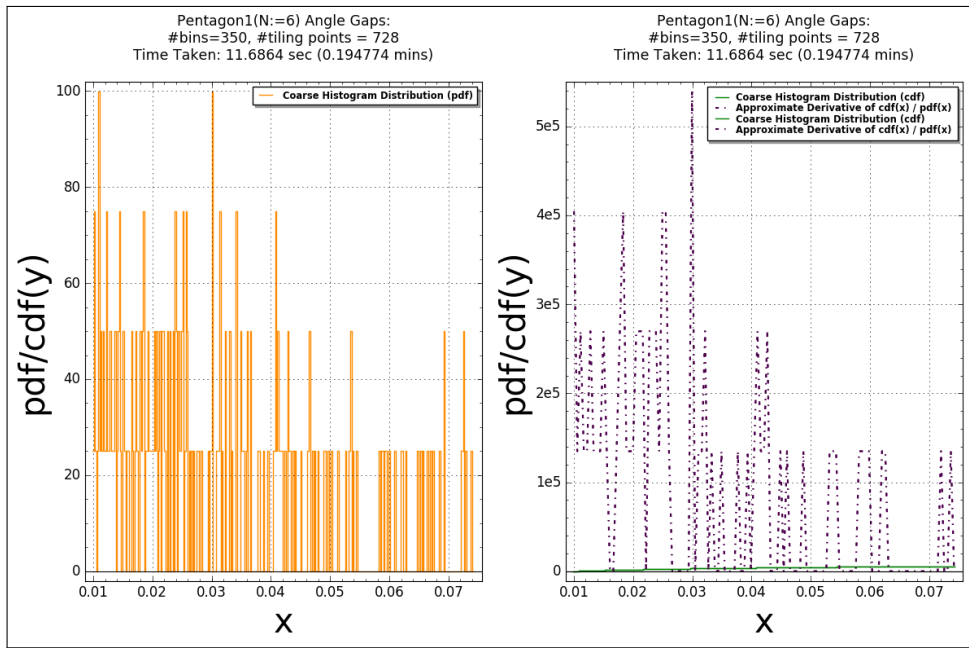 Pentagon1(N:=6) Angle Gaps:
#bins=350, #tiling points = 728
Time Taken: 11.6864 sec (0.194774 mins)
Coarse Histogram Distribution (pdf)
pdf/cdf(y)
100
80
60
40
20
0
0.01
0.02
0.03
0.04
0.05
0.06
0.07
x
Pentagon1(N:=6) Angle Gaps:
#bins=350, #tiling points = 728
Time Taken: 11.6864 sec (0.194774 mins)
Coarse Histogram Distribution (cdf)
Approximate Derivative of cdf(x) / pdf(x)
Coarse Histogram Distribution (cdf)
Approximate Derivative of cdf(x) / pdf(x)
pdf/cdf(y)
5e5
4e5
3e5
2e5
1e5
0
0.01
0.02
0.03
0.04
0.05
0.06
0.07
x